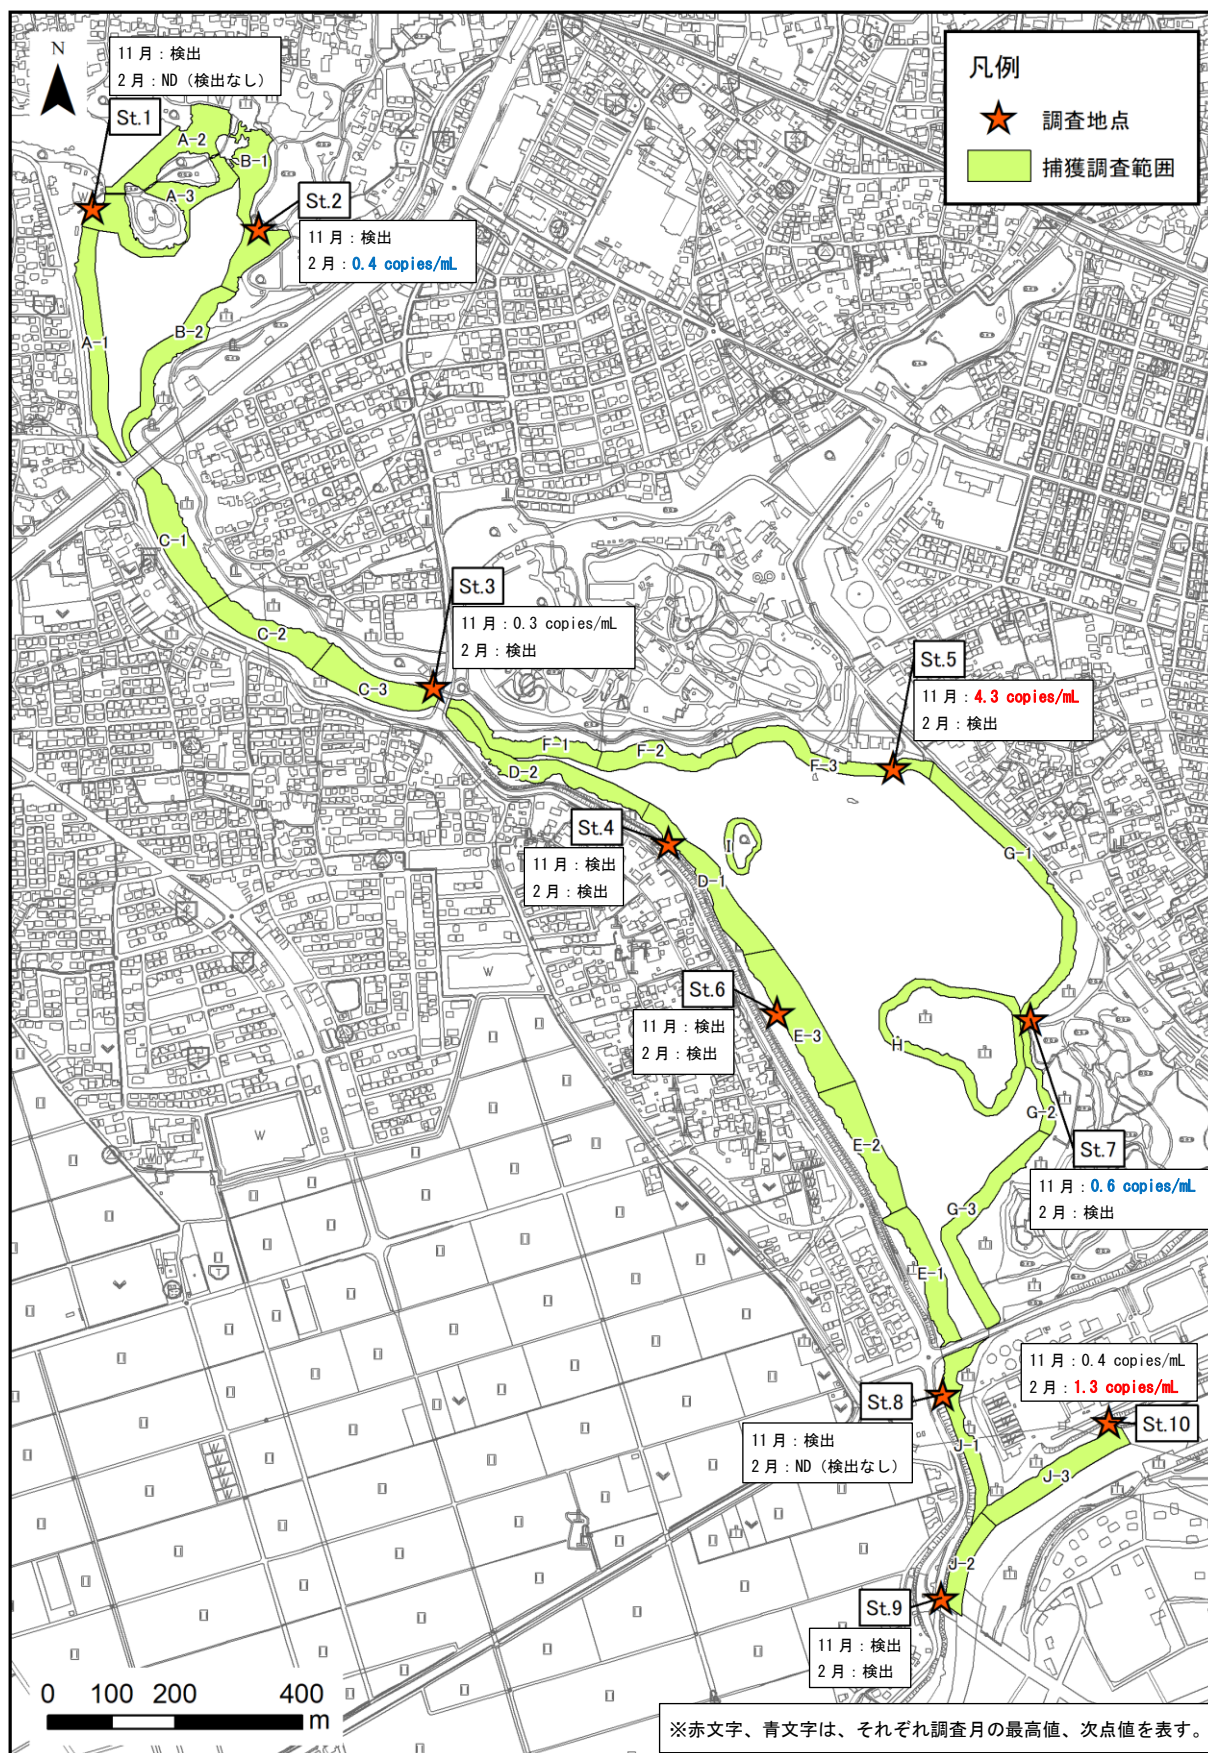 N
11月：検出
2月：ND（検出なし）
St.1
凡例
調査地点
捕獲調査範囲
A-2
B-1
A-3
St.2
11月：検出
2月：0.4 copies/mL
A-1
B-2
C-1
C-2
C-3
St.3
11月：0.3 copies/mL
2月：検出
St.5
11月：4.3 copies/mL
2月：検出
F-1
F-2
F-3
D-2
St.4
11月：検出
2月：検出
I
D-1
G-1
W
St.6
11月：検出
2月：検出
E-3
H
G-2
W
E-2
St.7
11月：0.6 copies/mL
2月：検出
G-3
E-1
11月：0.4 copies/mL
2月：1.3 copies/mL
St.8
St.10
11月：検出
2月：ND（検出なし）
J-1
J-3
J-2
St.9
11月：検出
2月：検出
0 100 200 400
m
※赤文字、青文字は、それぞれ調査月の最高値、次点値を表す。